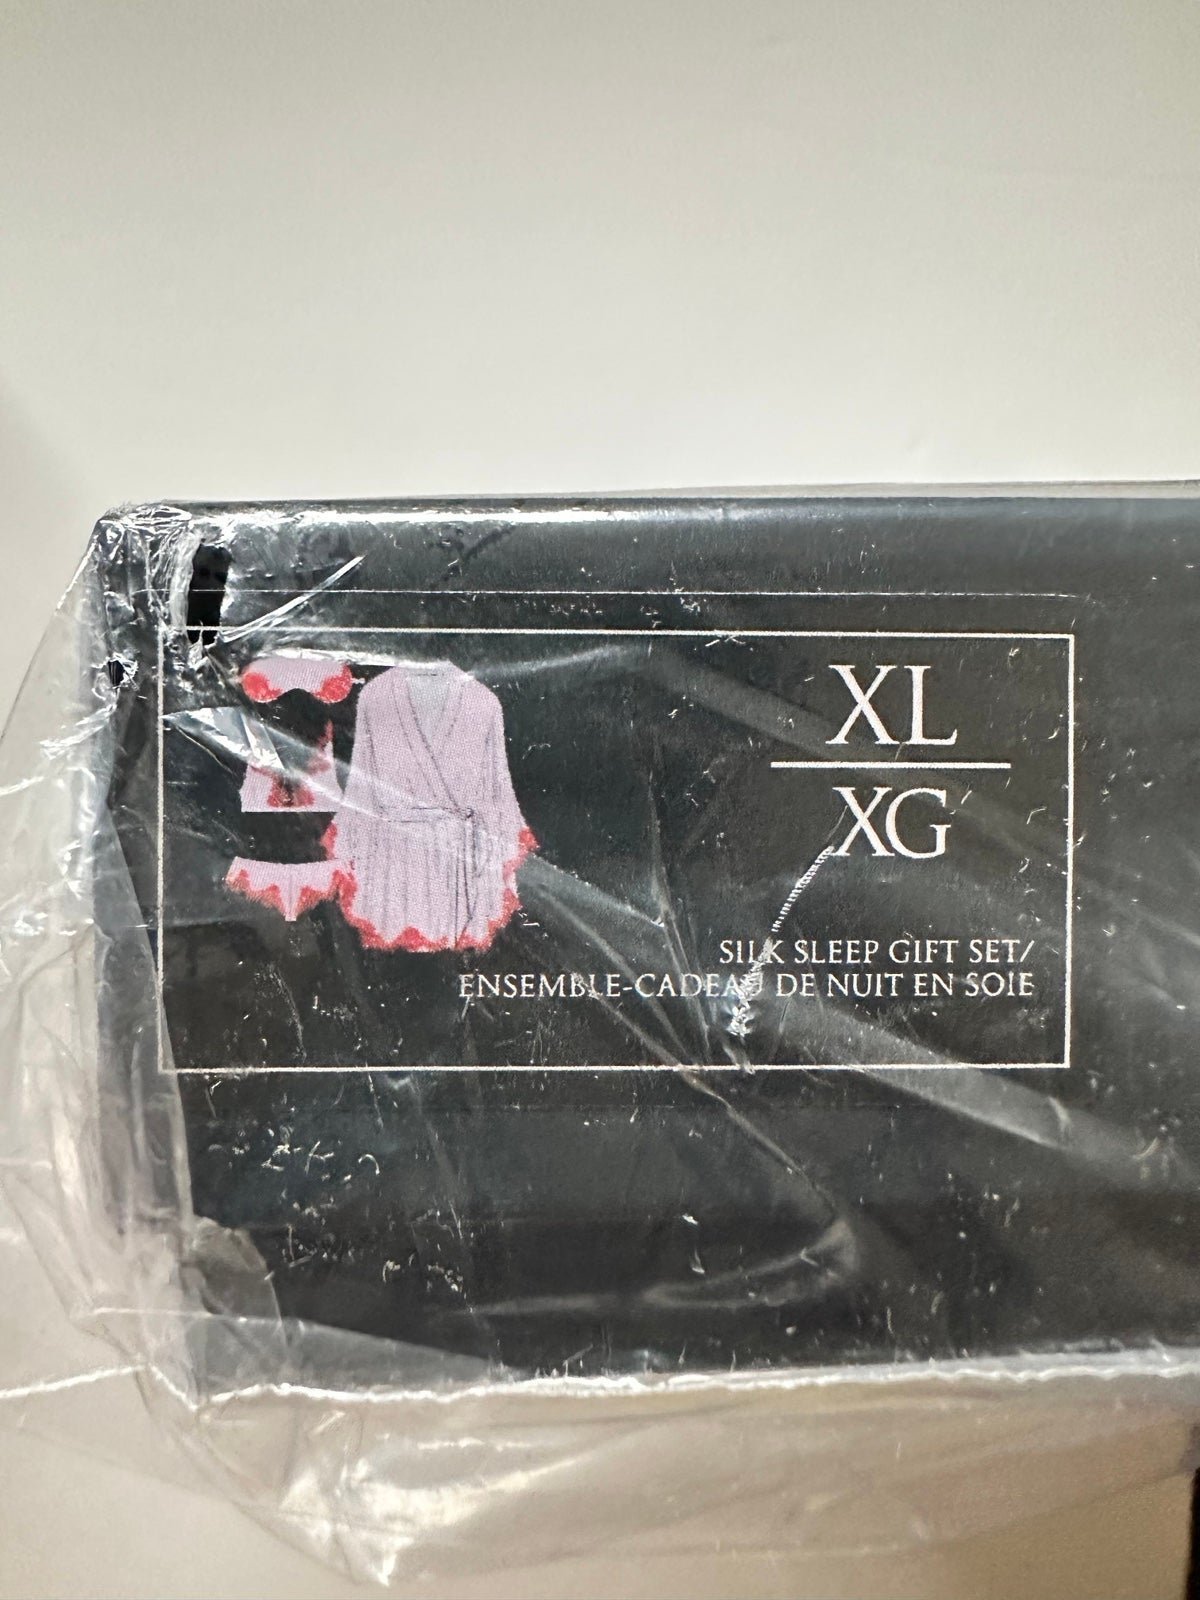 XL
XG
SILK SLEEP GIFT SET/
ENSEMBLE-CADEAU DE NUIT EN SOIE